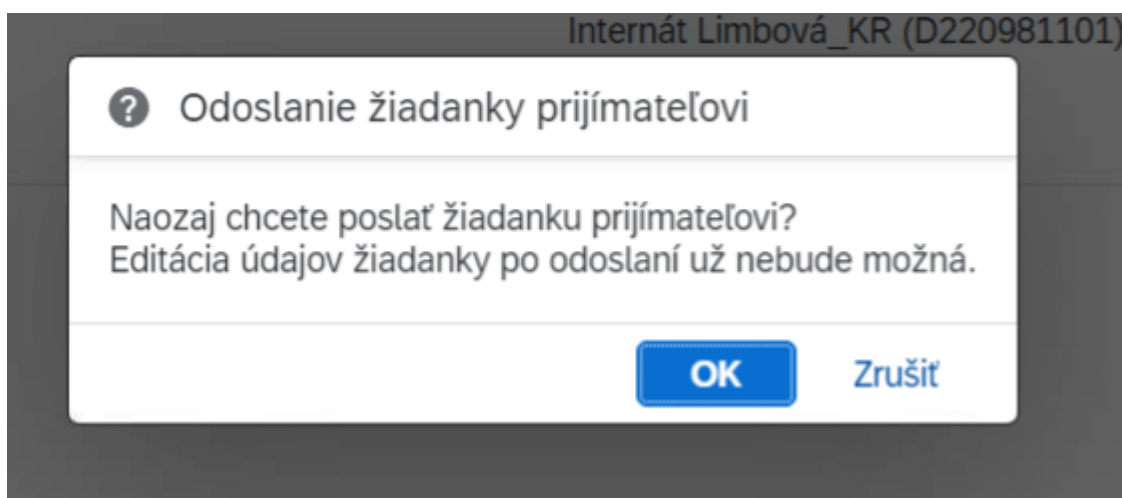 Internát Limbová_KR (D220981101)
Odoslanie žiadanky prijímateľovi
Naozaj chcete poslať žiadanku prijímateľovi?
Editácia údajov žiadanky po odoslaní už nebude možná.
OK Zrušiť